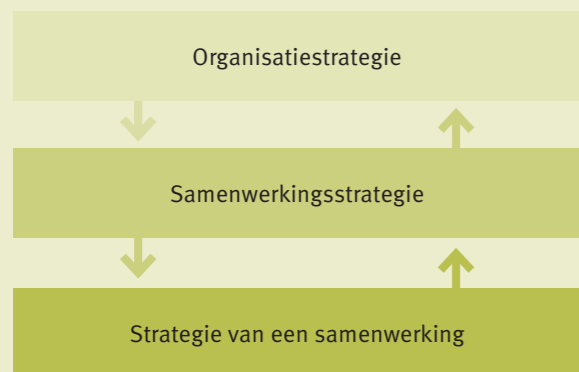 Organisatiestrategie
Samenwerkingsstrategie
Strategie van een samenwerking